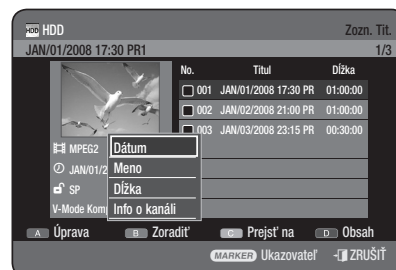 HDD HDD Zozn. Tit.
JAN/01/2008 17:30 PR1 1/3
No. Titul Dĺžka
001 JAN/01/2008 17:30 PR 01:00:00
002 JAN/02/2008 21:00 PR 01:00:00
003 JAN/03/2008 23:15 PR 00:30:00
MPEG2
JAN/01/2
SP
V-Mode Komp
Dátum
Meno
Dĺžka
Info o kanáli
A Úprava B Zoradiť C Prejsť na D Obsah
MARKER Ukazovateľ ZRUŠIŤ